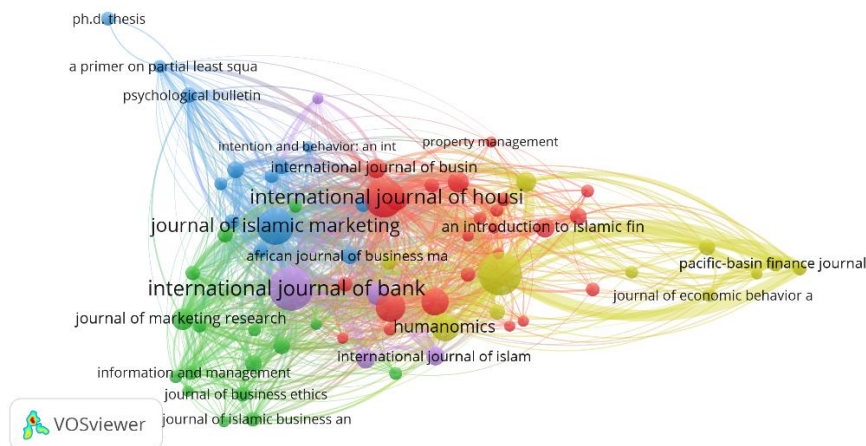 ph.d. thesis
a primer on partial least squa
psychological bulletin
intention and behavior: an int
property management
international journal of busin
international journal of housi
journal of islamic marketing
an introduction to islamic fin
african journal of business ma
pacific-basin finance journal
international journal of bank
journal of economic behavior a
journal of marketing research
humanomics
international journal of islam
information and management
journal of business ethics
journal of islamic business an
VOSviewer